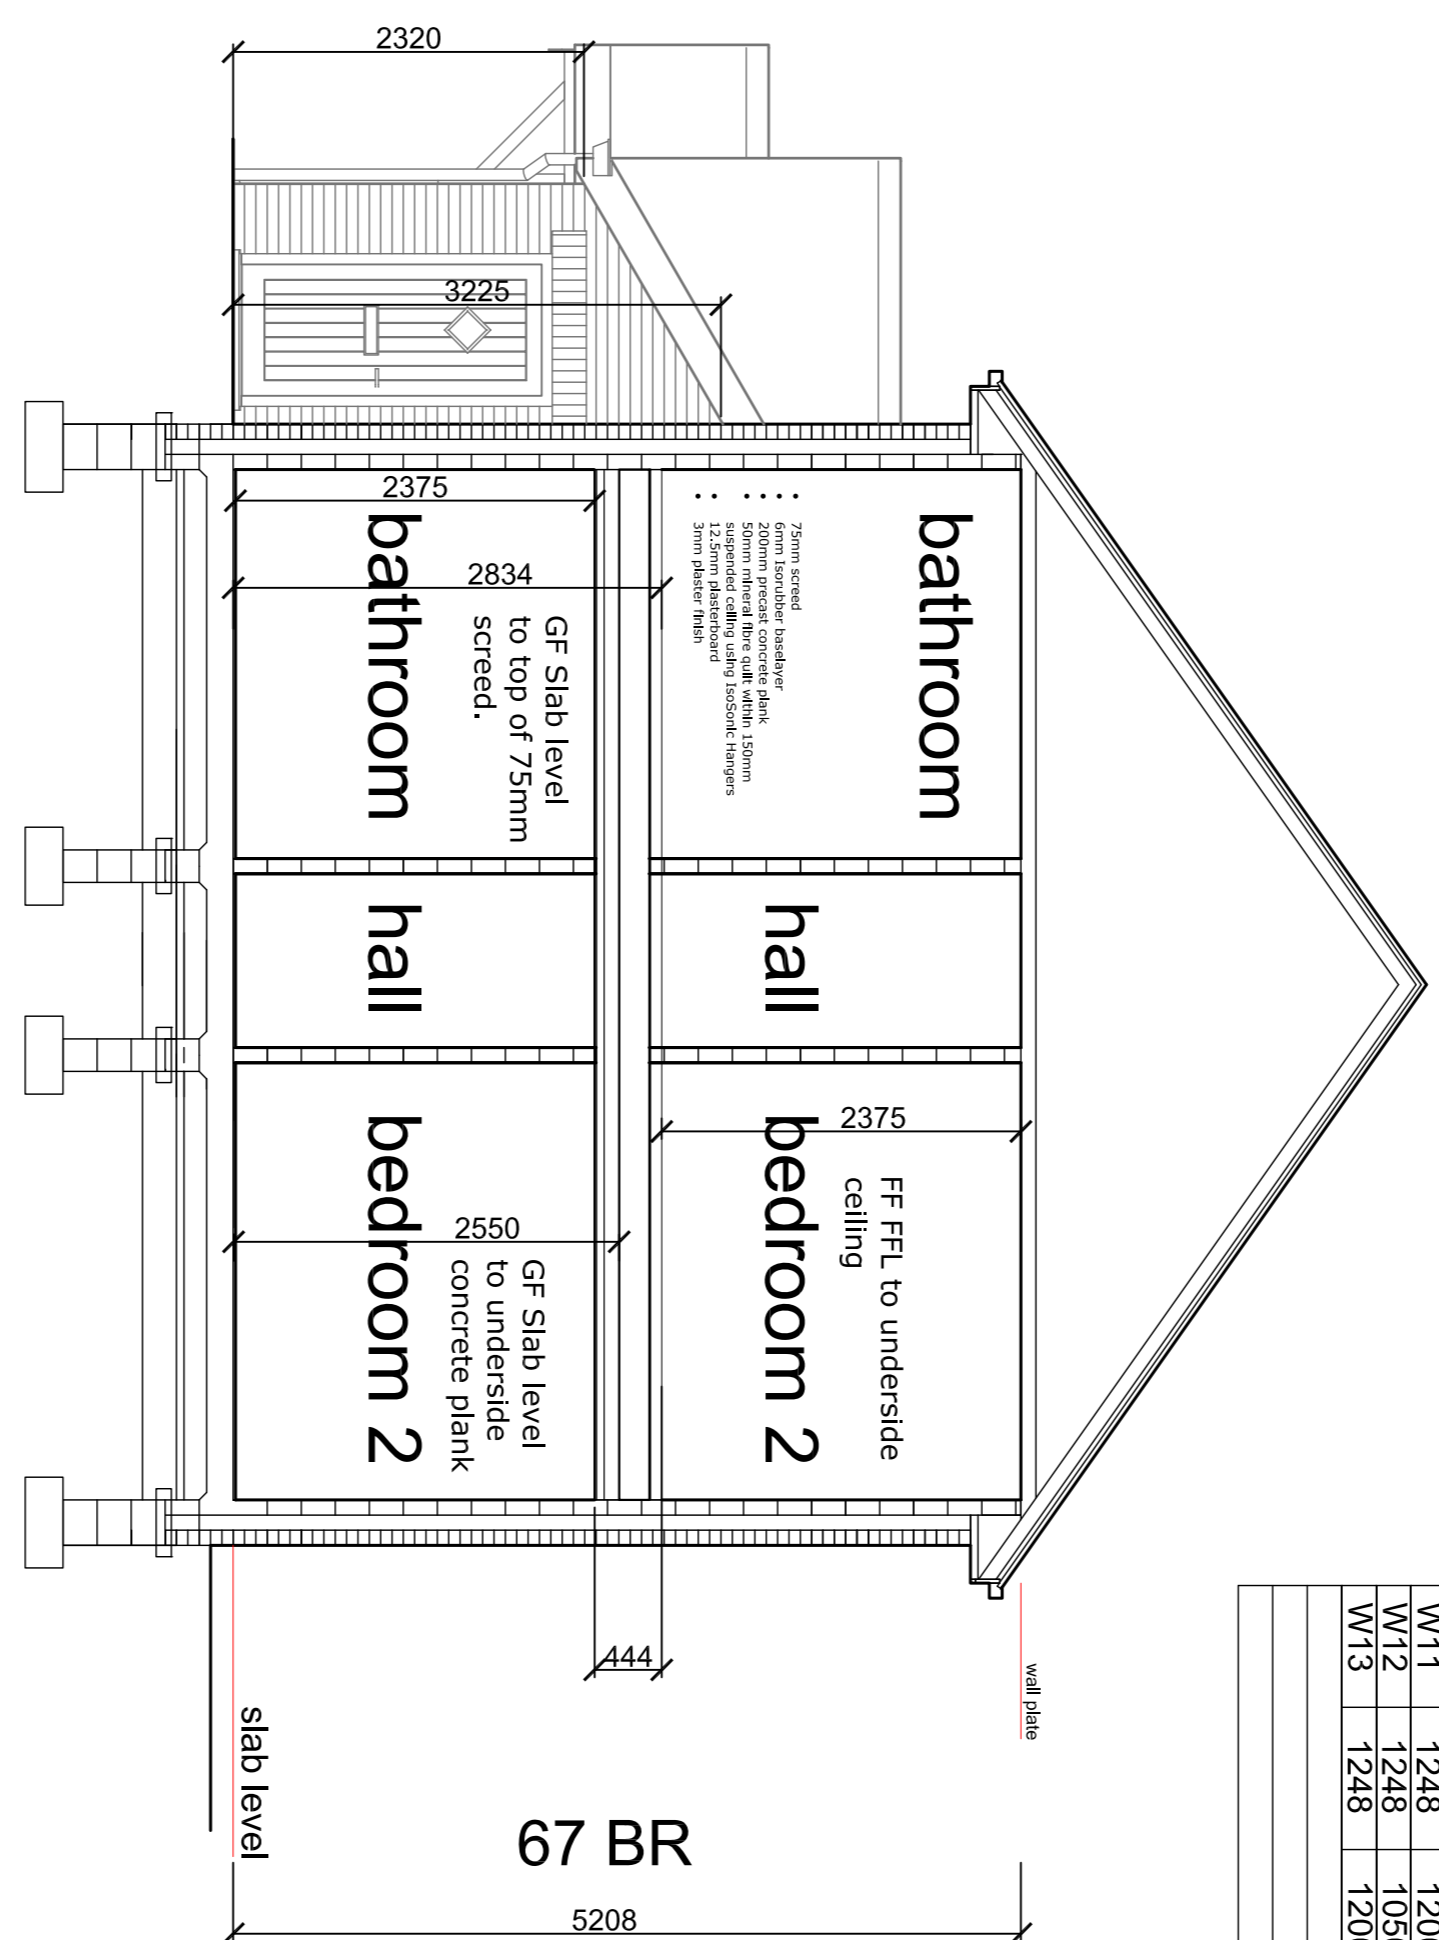 2320
3225
2375
bathroom
2834
GF Slab level
to top of 75mm
screed.
75mm screed
6mm Isorubber baselayer
200mm precast concrete plank
50mm mineral fibre quilt within 150mm
suspended ceiling using IsoSonic Hangers
12.5mm plasterboard
3mm plaster finish
bathroom
hall
hall
bedroom 2
2550
GF Slab level
to underside
concrete plank
bedroom 2
2375
FF FFL to underside
ceiling
444
wall plate
slab level
67 BR
5208
W11 1248
W12 1248
W13 1248